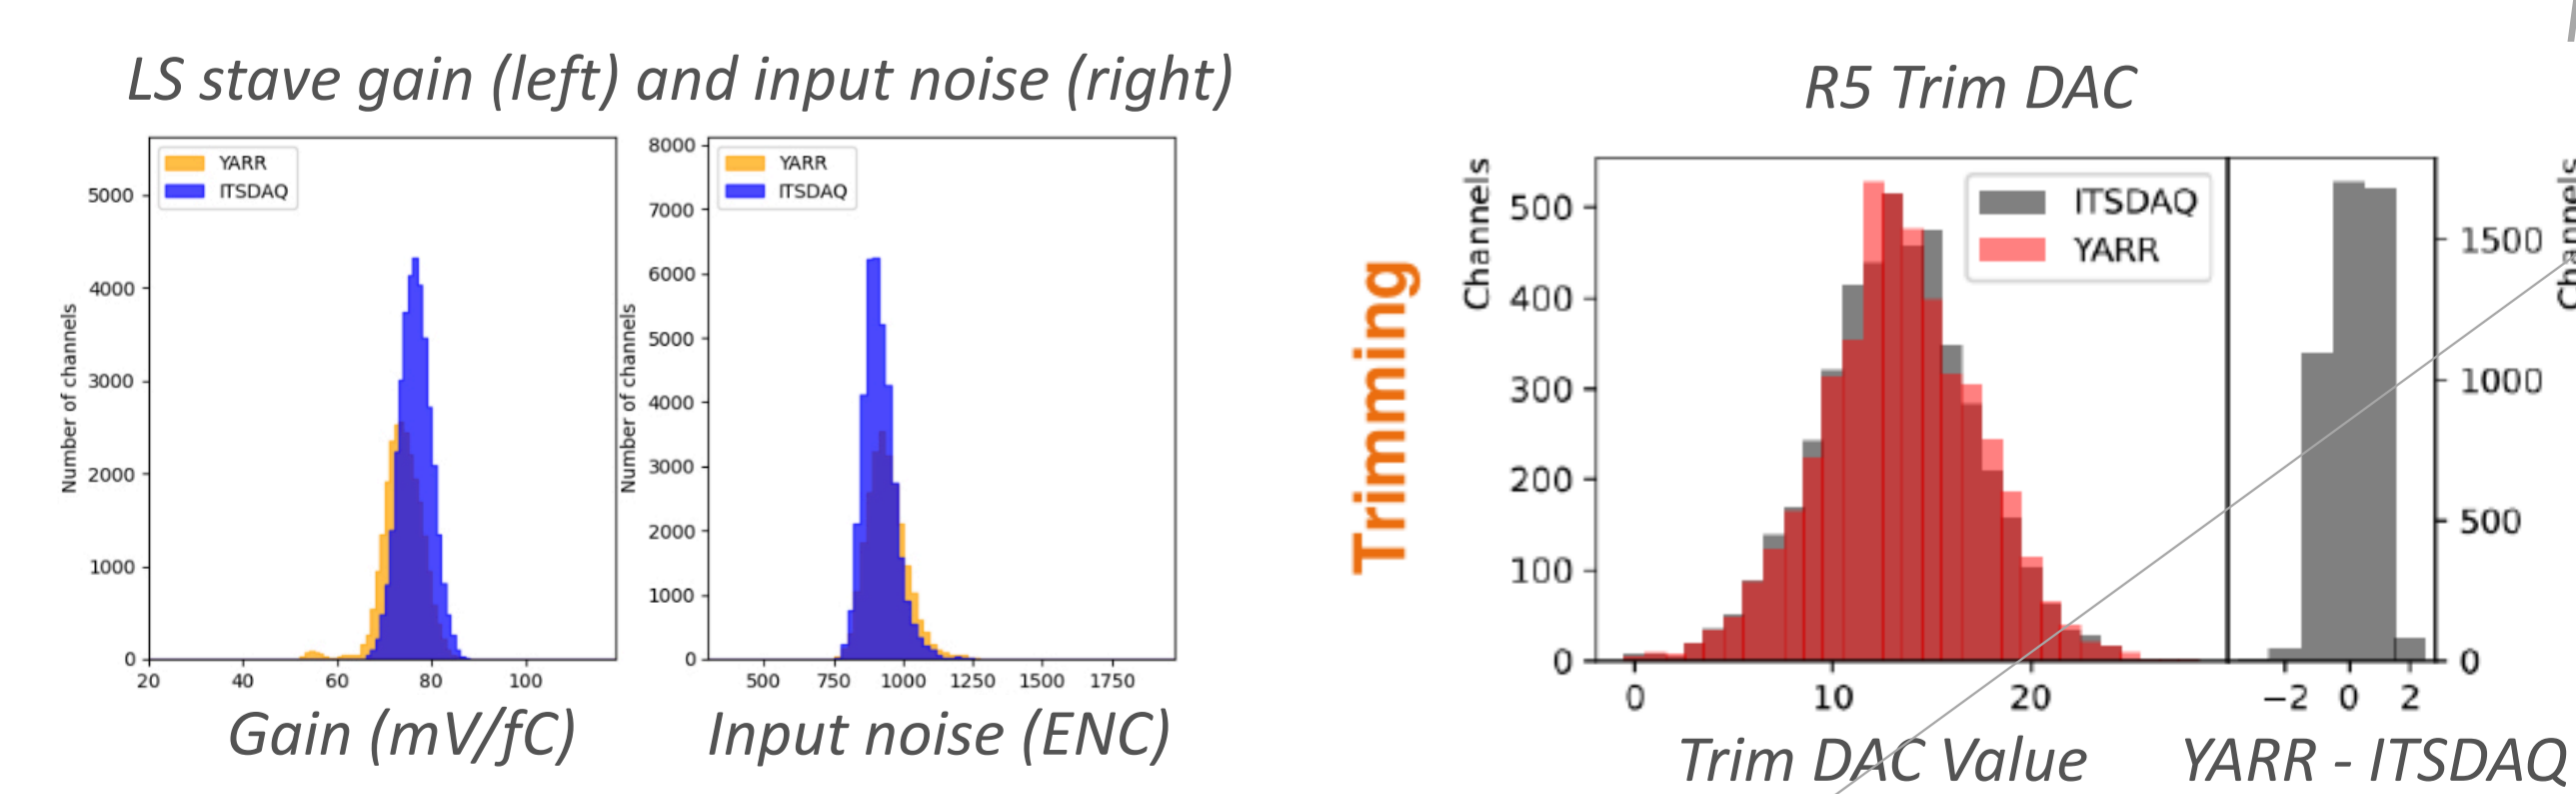 LS stave gain (left) and input noise (right)
YARR
ITSDAQ
Number of channels
5000
4000
3000
2000
1000
0
20 40 60 80 100
Gain (mV/fC)
YARR
ITSDAQ
Number of channels
8000
7000
6000
5000
4000
3000
2000
1000
0
500 750 1000 1250 1500 1750
Input noise (ENC)
Trimming
R5 Trim DAC
Channels
ITSDAQ
YARR
500
400
300
200
100
0
0 10 20
Trim DAC Value
1500
1000
500
0
Channels
−2 0 2
YARR - ITSDAQ